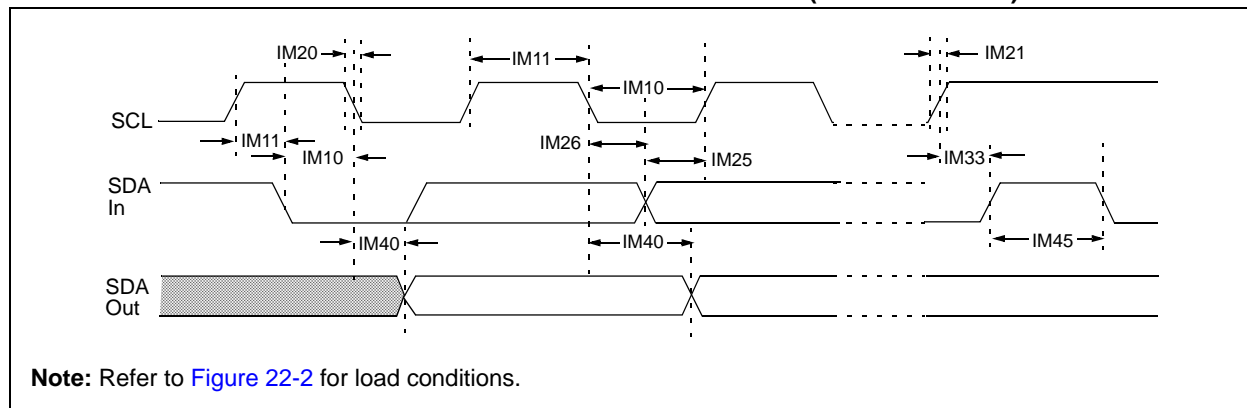 IM20
IM11
IM21
IM10
SCL
IM11
IM26
IM10
IM25
IM33
SDA
In
IM40
IM40
IM45
SDA
Out
Note: Refer to Figure 22-2 for load conditions.